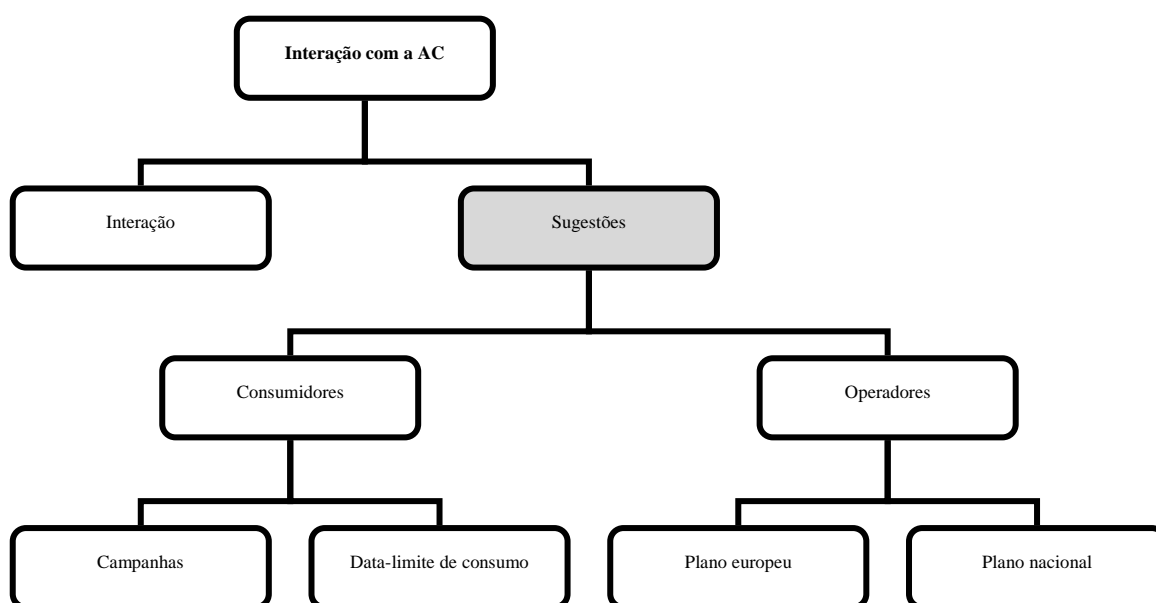 Interação com a AC
Interação
Sugestões
Consumidores
Operadores
Campanhas
Data-limite de consumo
Plano europeu
Plano nacional